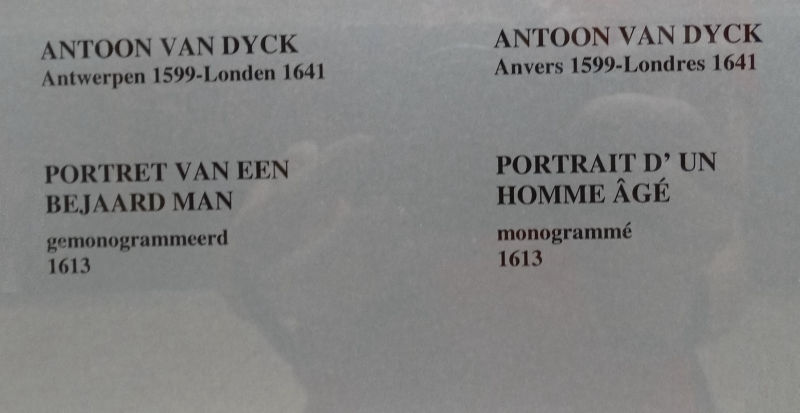 ANTOON VAN DYCK
Antwerpen 1599-Londen 1641
PORTRET VAN EEN
BEJAARD MAN
gemonogrammeerd
1613
ANTOON VAN DYCK
Anvers 1599-Londres 1641
PORTRAIT D' UN
HOMME ÂGÉ
monogrammé
1613